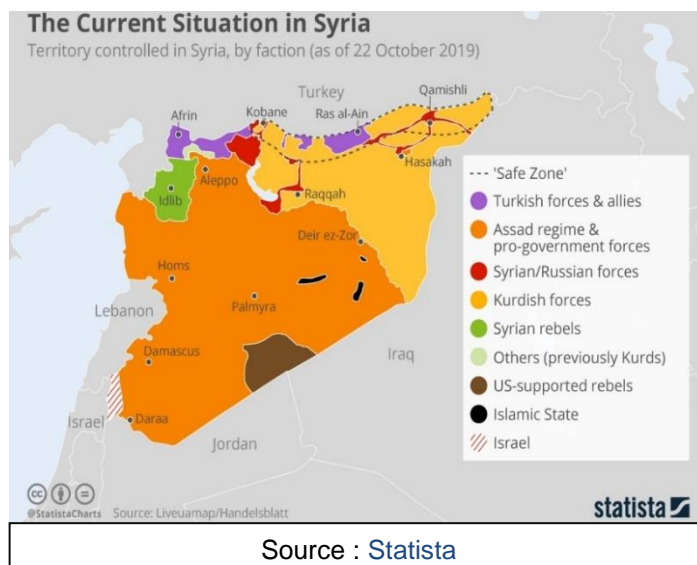 The Current Situation in Syria
Territory controlled in Syria, by faction (as of 22 October 2019)
Turkey
Qamishli
Kobane
Ras al-Ain
Afrin
Hasakah
Aleppo
Idlib
Raqqah
Deir ez-Zor
Homs
Palmyra
Lebanon
Damascus
Iraq
Israel
Daraa
Jordan
'Safe Zone'
Turkish forces & allies
Assad regime &
pro-government forces
Syrian/Russian forces
Kurdish forces
Syrian rebels
Others (previously Kurds)
US-supported rebels
Islamic State
Israel
cc
@StatistaCharts Source: Liveuamap/Handelsblatt
statista
Source : Statista